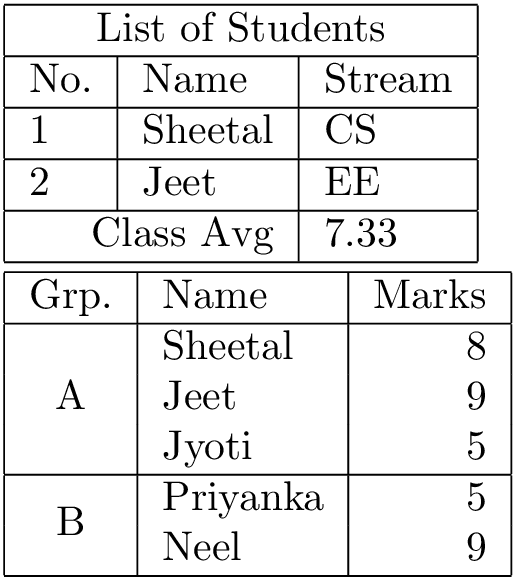 List of Students
No. Name Stream
1 Sheetal CS
2 Jeet EE
Class Avg 7.33
Grp. Name Marks
Sheetal 8
A Jeet 9
Jyoti 5
Priyanka 5
B
Neel 9